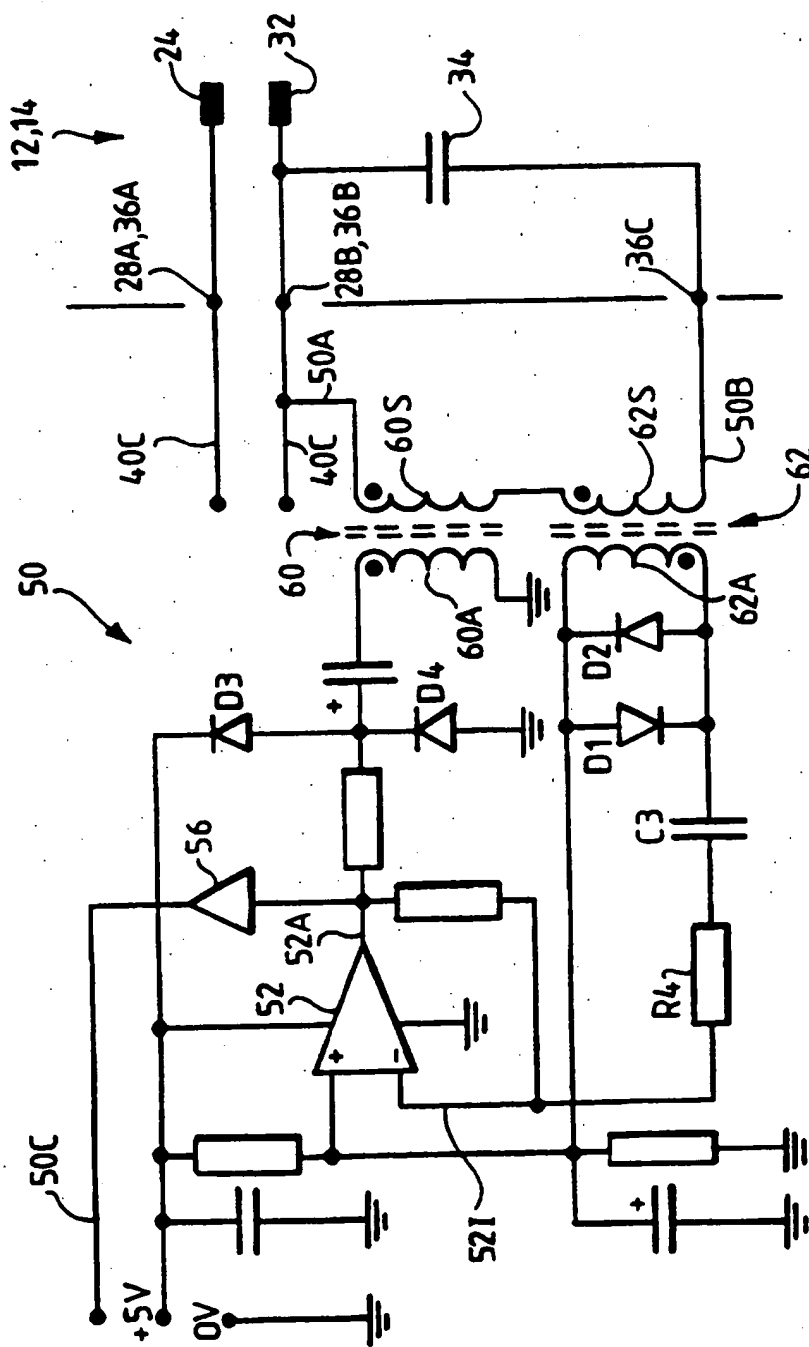 50
12,14
50C
+5V
40C
28A,36A
24
56
0V
D3
52
40C
32
60
50A
28B,36B
+
+
-
52A
D4
60S
60A
34
52I
D1
D2
62S
36C
+
R4
C3
62A
50B
62